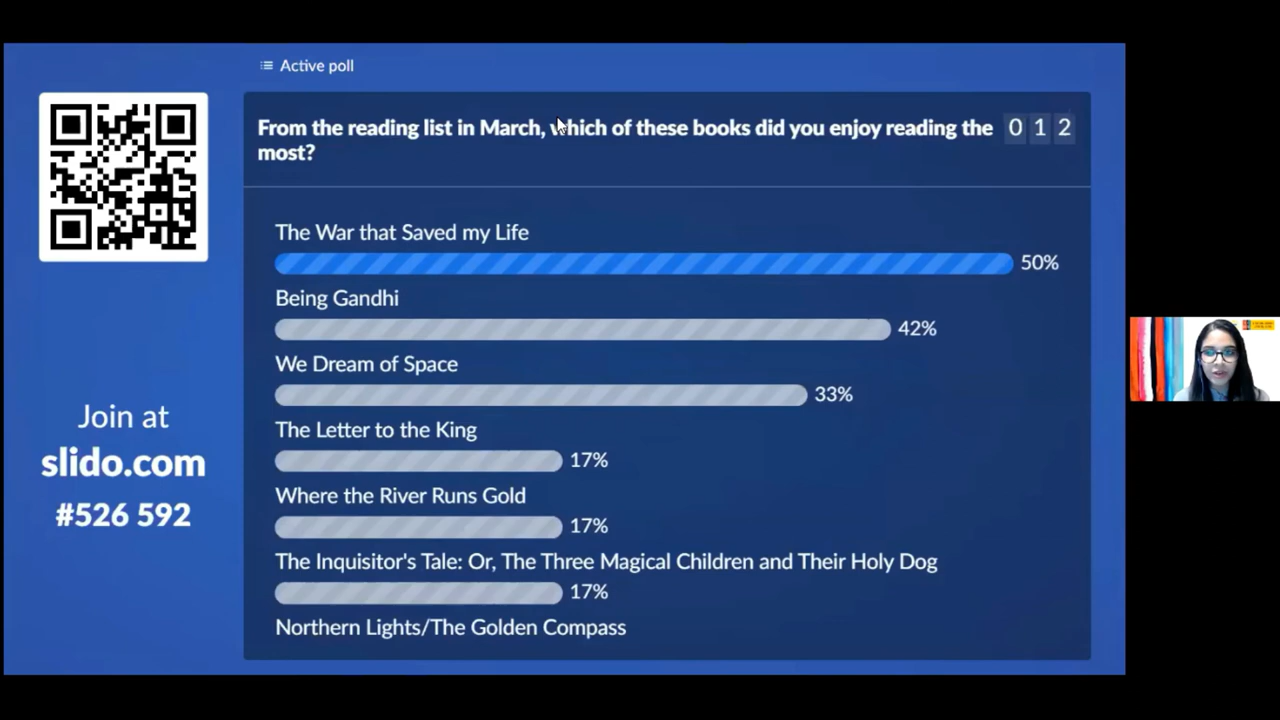 Active poll
From the reading list in March, which of these books did you enjoy reading the
most?
0 1 2
The War that Saved my Life
50%
Being Gandhi
42%
We Dream of Space
33%
The Letter to the King
17%
Where the River Runs Gold
17%
The Inquisitor's Tale: Or, The Three Magical Children and Their Holy Dog
17%
Northern Lights/The Golden Compass
Join at
slido.com
#526 592